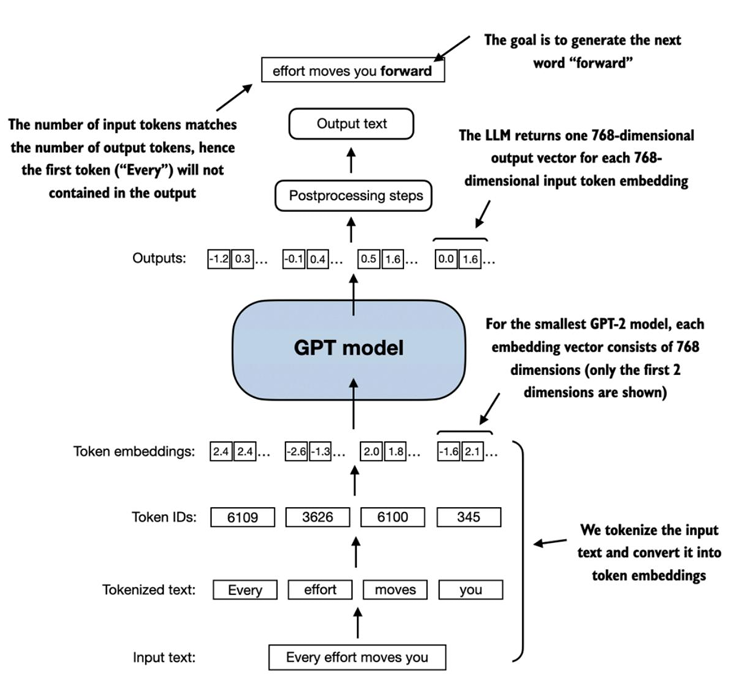 The goal is to generate the next
word “forward”
effort moves you forward
The number of input tokens matches
the number of output tokens, hence
the first token (“Every”) will not
contained in the output
Output text
The LLM returns one 768-dimensional
output vector for each 768-
dimensional input token embedding
Postprocessing steps
Outputs: -1.2 0.3 ... -0.1 0.4 ... 0.5 1.6 ... 0.0 1.6 ...
GPT model
For the smallest GPT-2 model, each
embedding vector consists of 768
dimensions (only the first 2
dimensions are shown)
Token embeddings: 2.4 2.4 ... -2.6 -1.3 ... 2.0 1.8 ... -1.6 2.1 ...
Token IDs: 6109 3626 6100 345
We tokenize the input
text and convert it into
token embeddings
Tokenized text: Every effort moves you
Input text: Every effort moves you